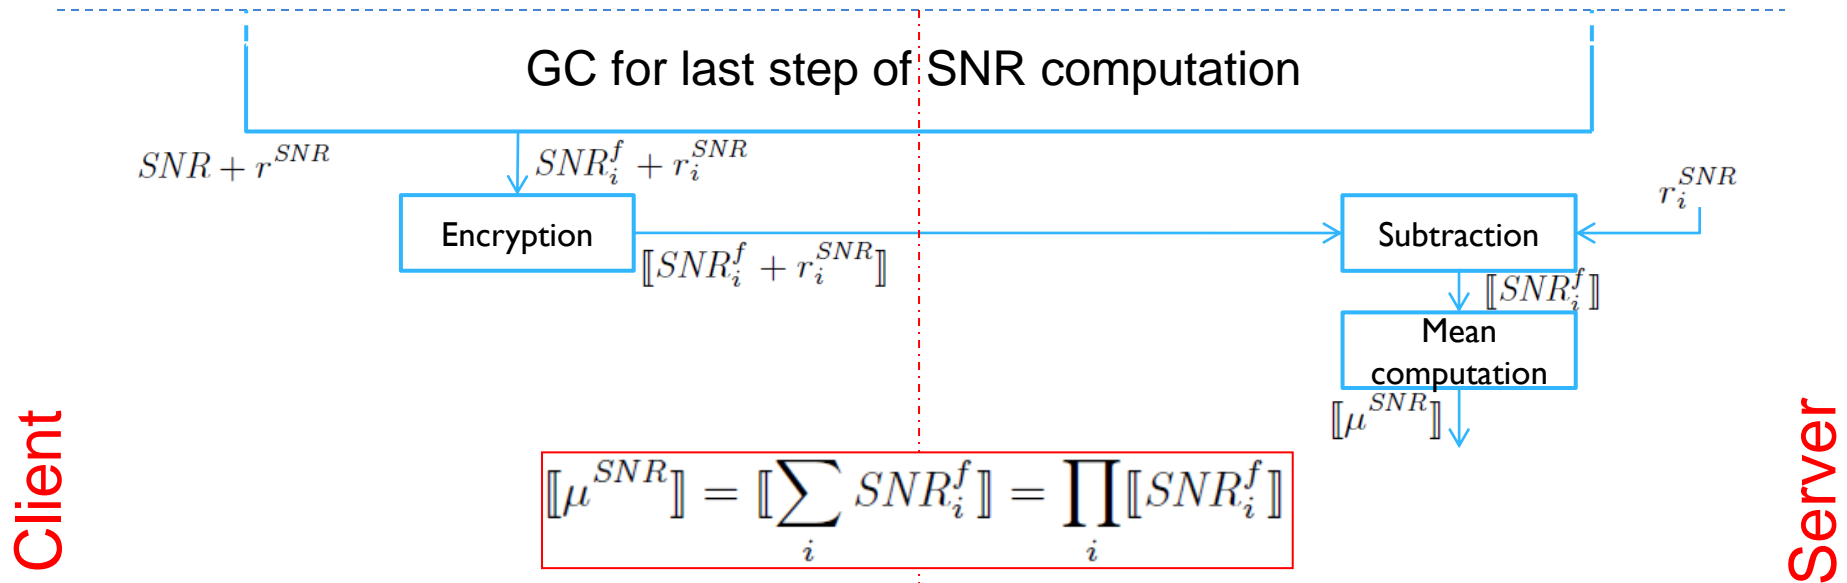 GC for last step of SNR computation
SNR + r^{SNR}
SNR_i^f + r_i^{SNR}
r_i^{SNR}
Encryption
Subtraction
⟦SNR_i^f + r_i^{SNR}⟧
⟦SNR_i^f⟧
Mean
computation
⟦μ^{SNR}⟧
⟦μ^{SNR}⟧ = ⟦∑_i SNR_i^f⟧ = ∏_i ⟦SNR_i^f⟧
Client
Server